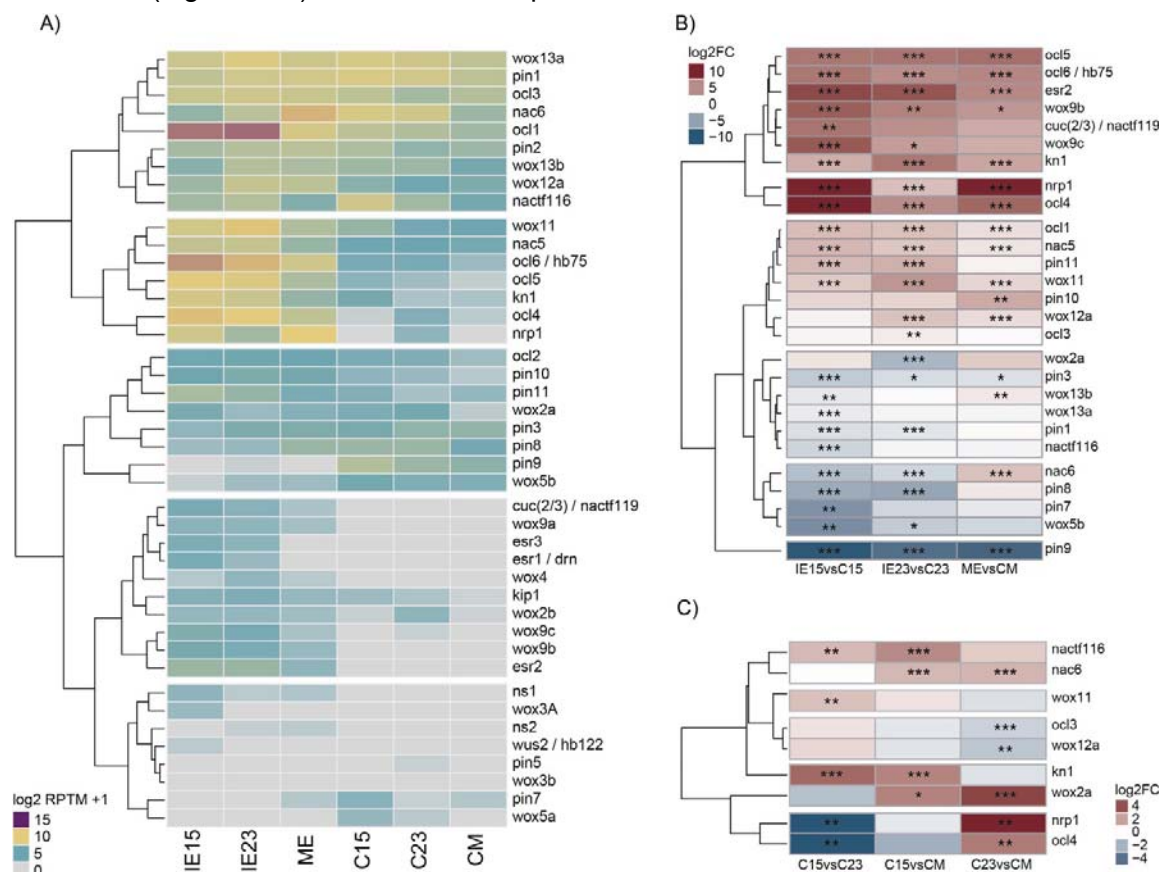 A)
wox13a
pin1
ocl3
nac6
ocl1
pin2
wox13b
wox12a
nactf116
wox11
nac5
ocl6 / hb75
ocl5
kn1
ocl4
nrp1
ocl2
pin10
pin11
wox2a
pin3
pin8
pin9
wox5b
cuc(2/3) / nactf119
wox9a
esr3
esr1 / drn
wox4
kip1
wox2b
wox9c
wox9b
esr2
ns1
wox3A
ns2
wus2 / hb122
pin5
wox3b
pin7
wox5a
log2 RPTM +1
15
10
5
0
IE15 IE23 ME C15 C23 CM
B)
log2FC
10
5
0
−5
−10
*** *** *** ocl5
*** *** *** ocl6 / hb75
*** *** *** esr2
*** ** * wox9b
** cuc(2/3) / nactf119
*** * wox9c
*** *** *** kn1
*** *** *** nrp1
*** *** *** ocl4
*** *** *** ocl1
*** *** *** nac5
*** *** pin11
*** *** *** wox11
** pin10
*** *** wox12a
** ocl3
*** wox2a
*** * * pin3
** ** wox13b
*** wox13a
*** *** pin1
*** nactf116
*** *** *** nac6
*** *** pin8
** pin7
** * wox5b
*** *** *** pin9
IE15vsC15 IE23vsC23 MEvsCM
C)
** *** nactf116
*** *** nac6
** wox11
*** ocl3
** wox12a
*** *** kn1
* *** wox2a
** ** nrp1
** ** ocl4
C15vsC23 C15vsCM C23vsCM
log2FC
4
2
0
−2
−4